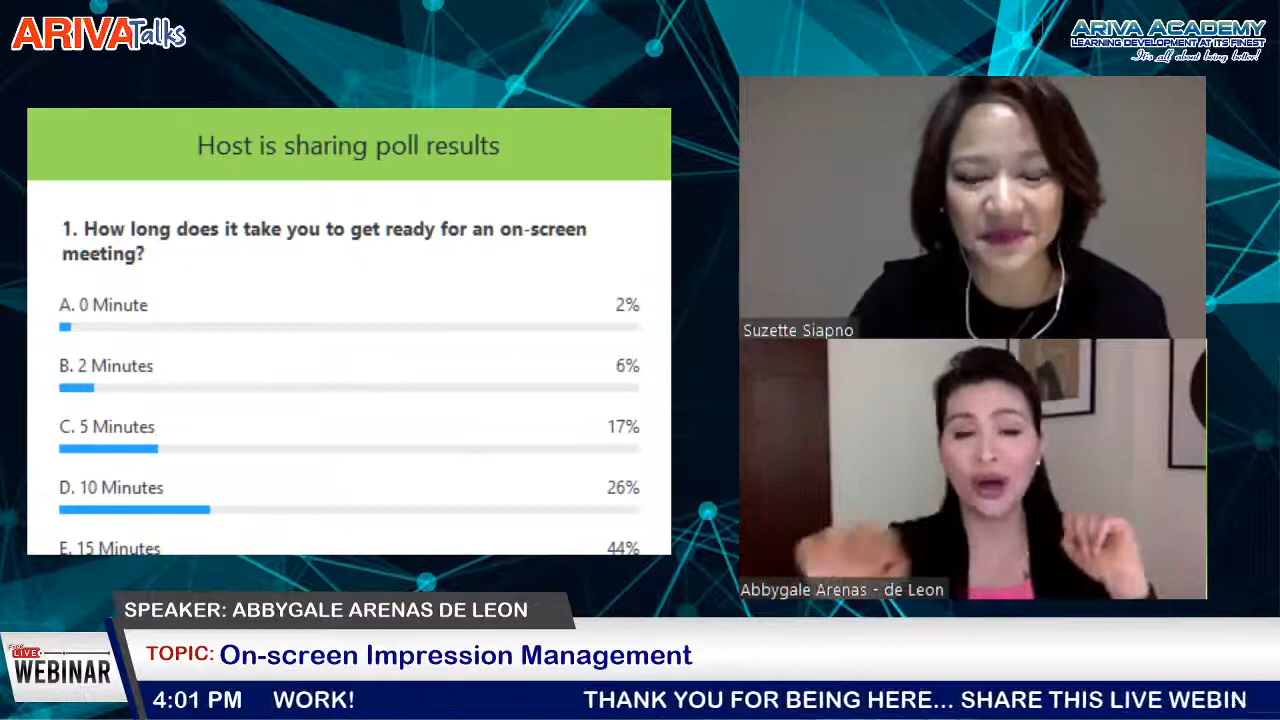 ARIVATalks
ARIVA ACADEMY
LEARNING DEVELOPMENT AT ITS FINEST
It's all about being better!
Host is sharing poll results
1. How long does it take you to get ready for an on-screen
meeting?
A. 0 Minute 2%
B. 2 Minutes 6%
C. 5 Minutes 17%
D. 10 Minutes 26%
E. 15 Minutes 44%
Suzette Siapno
Abbygale Arenas - de Leon
SPEAKER: ABBYGALE ARENAS DE LEON
Free LIVE
WEBINAR
TOPIC: On-screen Impression Management
4:01 PM WORK! THANK YOU FOR BEING HERE... SHARE THIS LIVE WEBIN